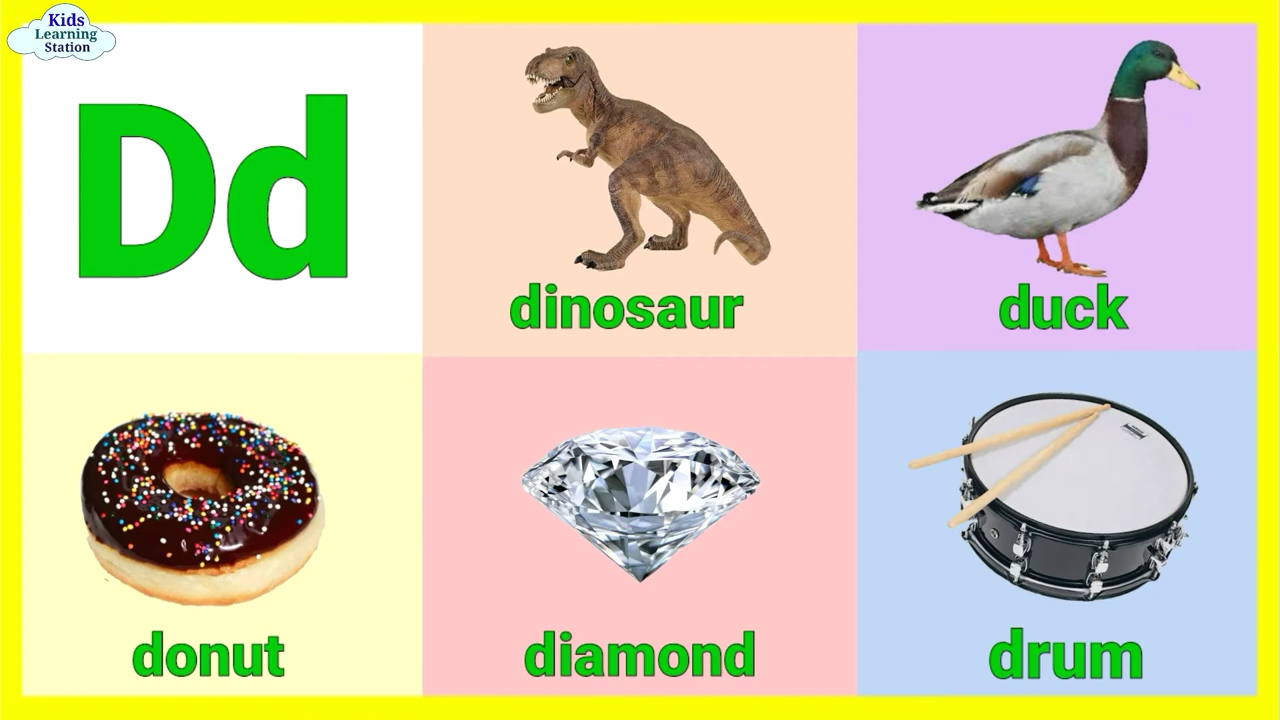 Kids
Learning
Station
Dd
dinosaur
duck
donut
diamond
drum